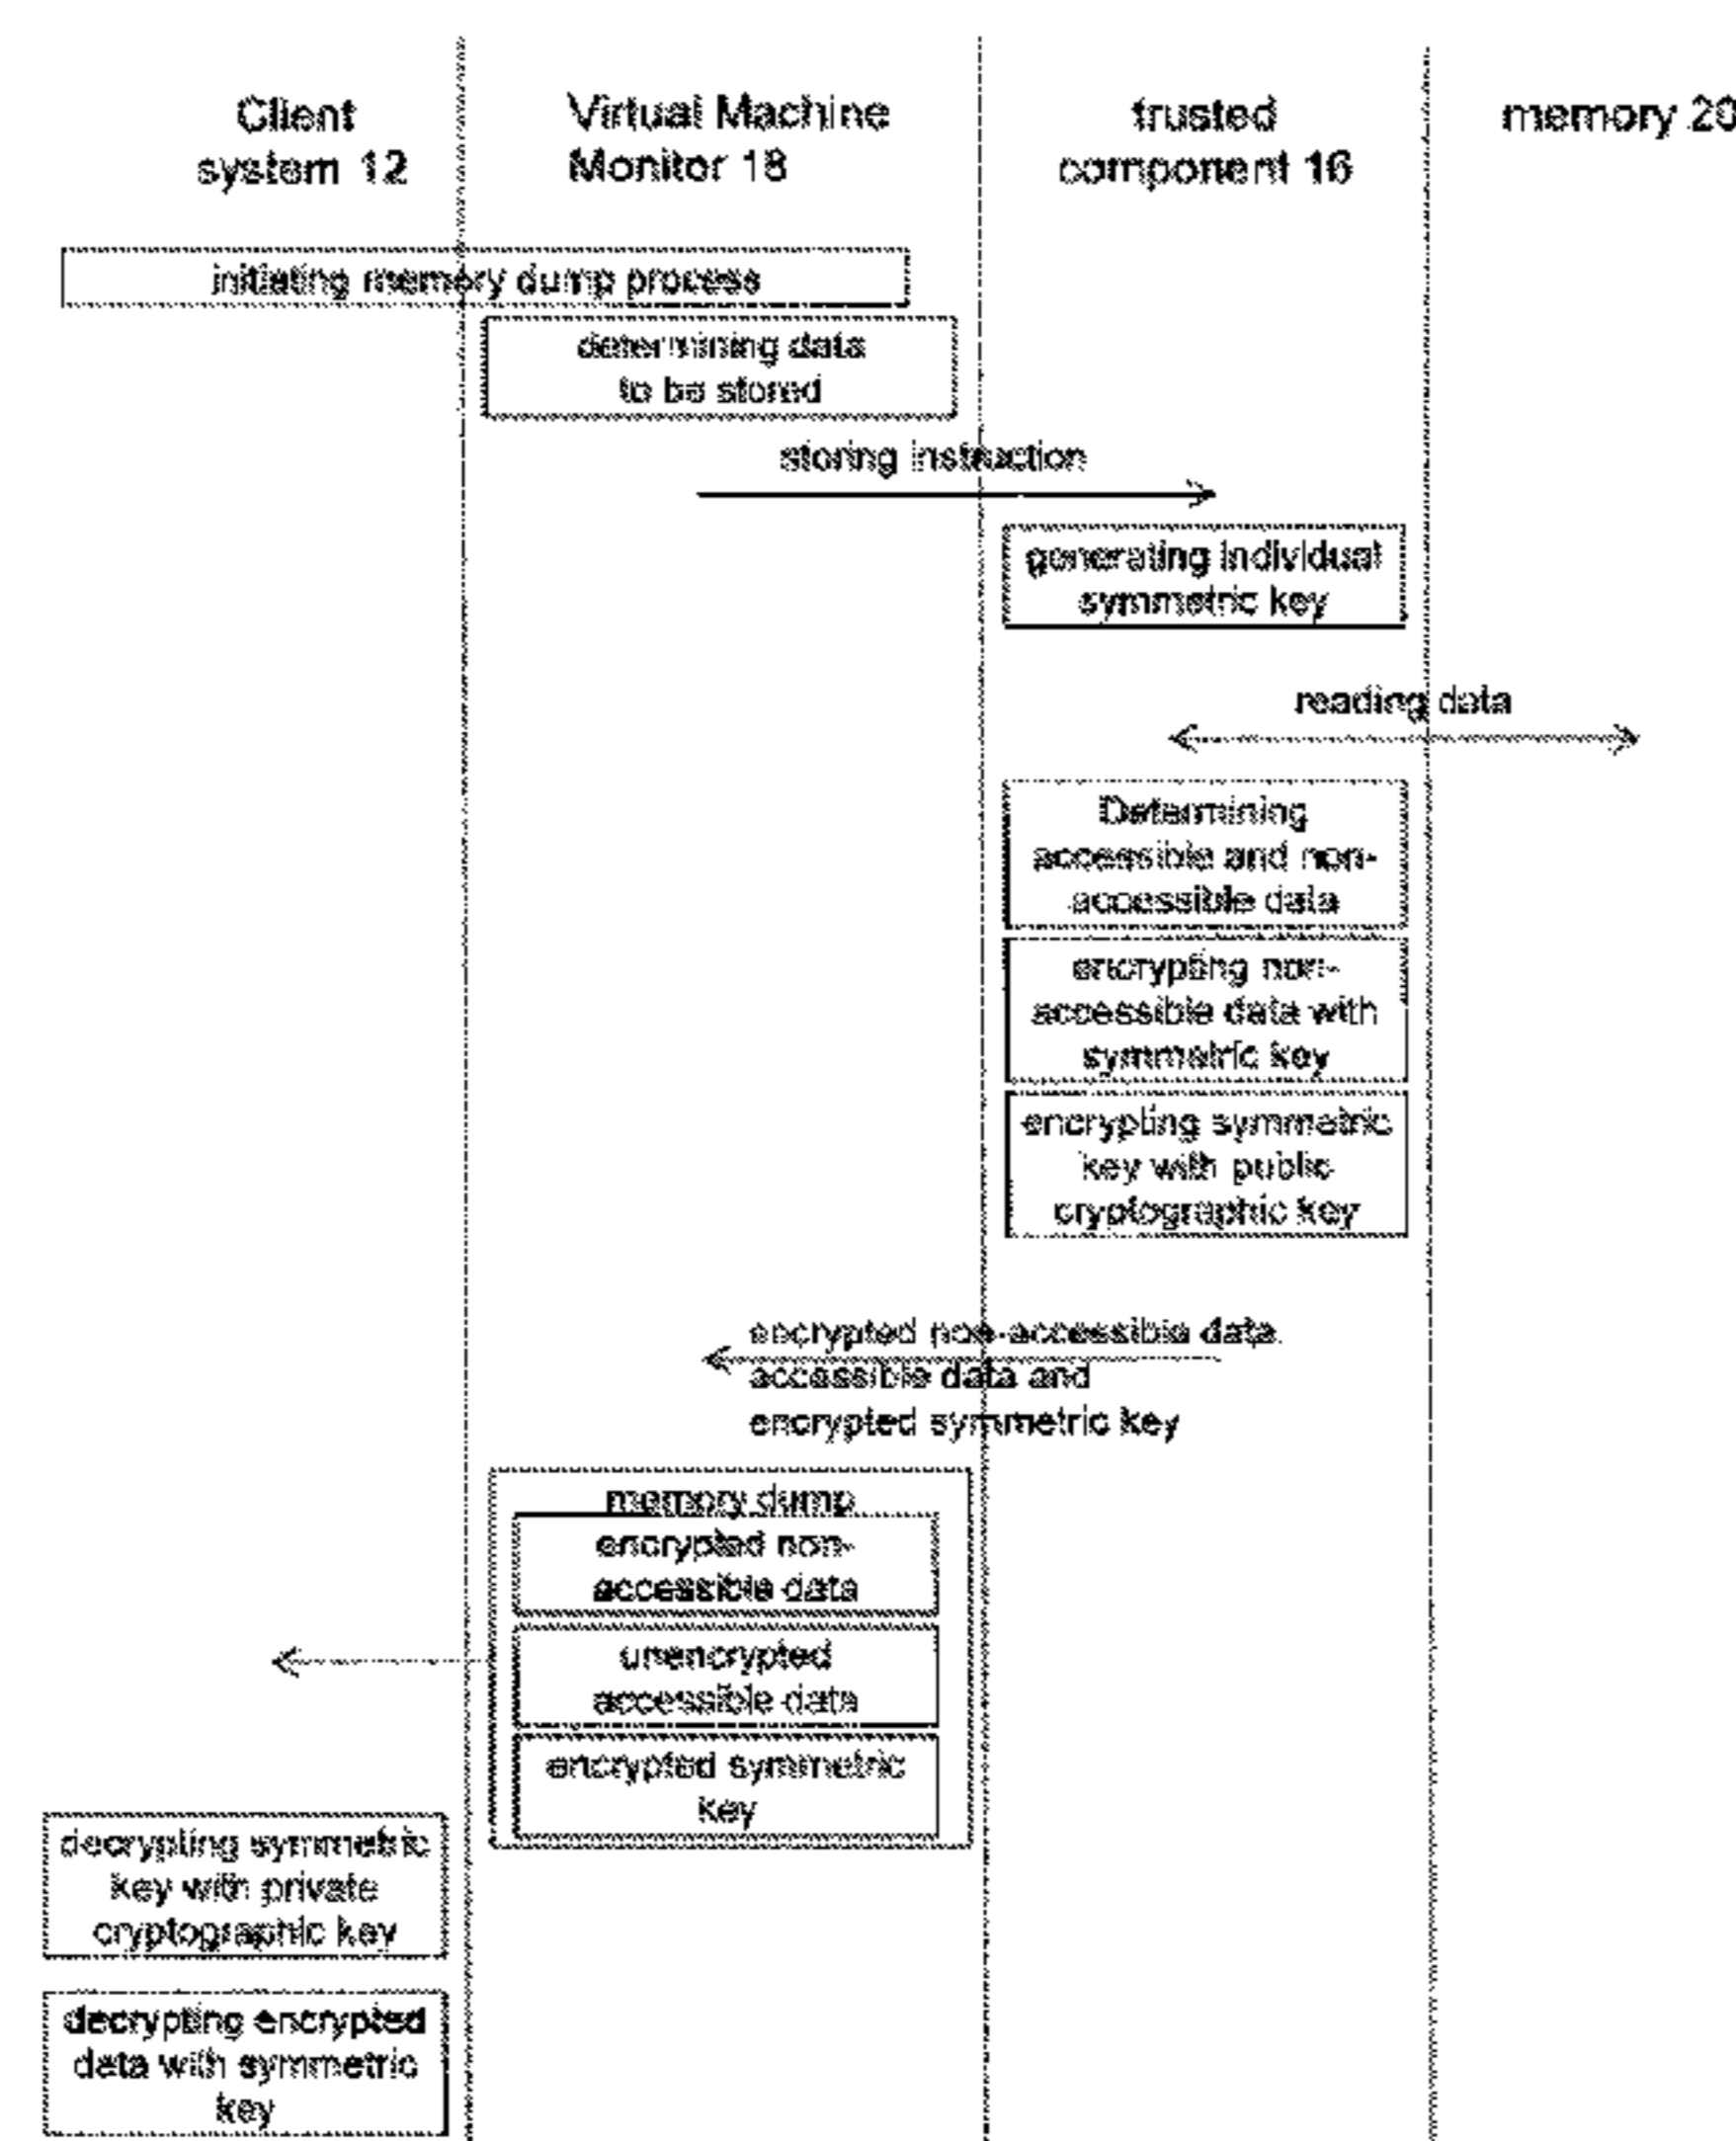 Client
system 12
Virtual Machine
Monitor 18
trusted
component 16
memory 20
initiating memory dump process
determining data
to be stored
storing instruction
generating individual
symmetric key
reading data
Determining
accessible and non-
accessible data
encrypting non-
accessible data with
symmetric key
encrypting symmetric
key with public
cryptographic key
encrypted non-accessible data
accessible data and
encrypted symmetric key
memory dump
encrypted non-
accessible data
unencrypted
accessible data
encrypted symmetric
key
decrypting symmetric
key with private
cryptographic key
decrypting encrypted
data with symmetric
key